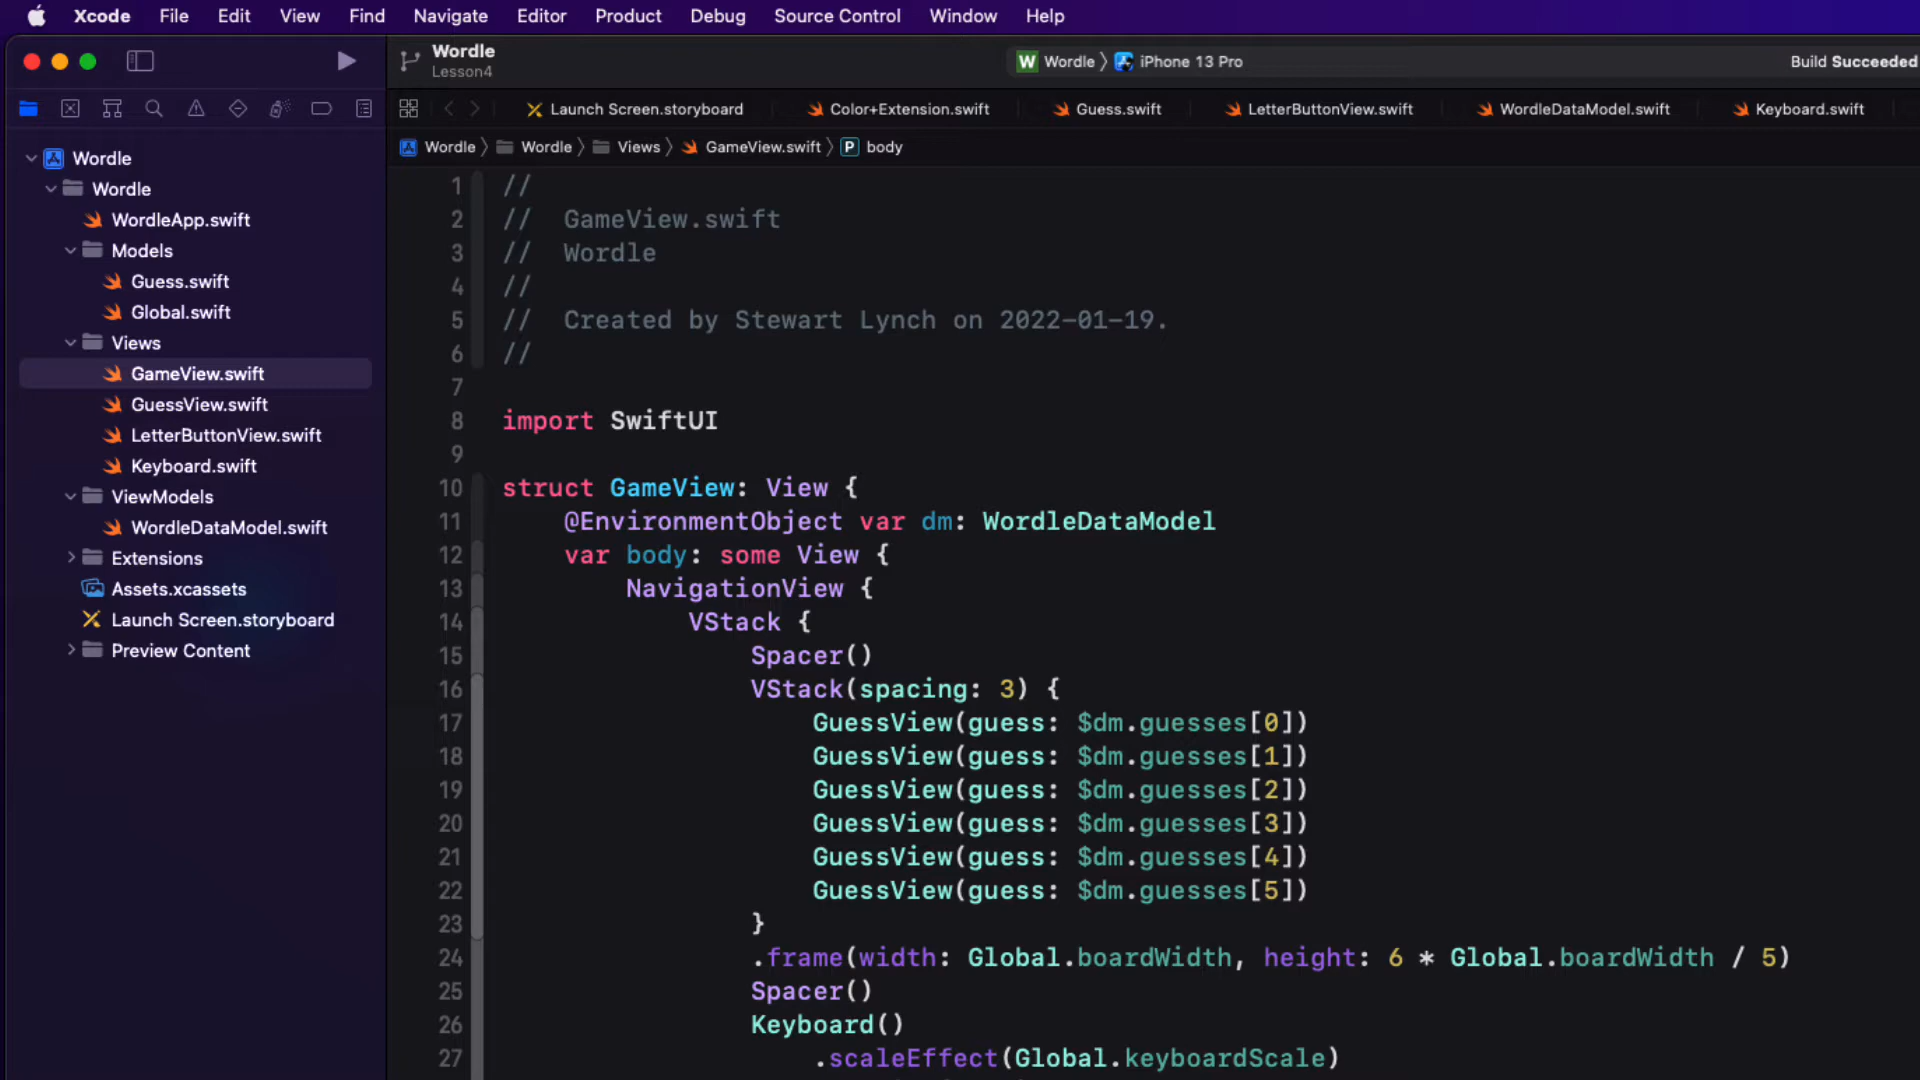 Xcode File Edit View Find Navigate Editor Product Debug Source Control Window Help
Wordle
Lesson4
W Wordle 〉 iPhone 13 Pro
Build Succeeded
Launch Screen.storyboard Color+Extension.swift Guess.swift LetterButtonView.swift WordleDataModel.swift Keyboard.swift
Wordle 〉 Wordle 〉 Views 〉 GameView.swift 〉 P body
Wordle
Wordle
WordleApp.swift
Models
Guess.swift
Global.swift
Views
GameView.swift
GuessView.swift
LetterButtonView.swift
Keyboard.swift
ViewModels
WordleDataModel.swift
Extensions
Assets.xcassets
Launch Screen.storyboard
Preview Content
1 //
2 //  GameView.swift
3 //  Wordle
4 //
5 //  Created by Stewart Lynch on 2022-01-19.
6 //
7
8 import SwiftUI
9
10 struct GameView: View {
11     @EnvironmentObject var dm: WordleDataModel
12     var body: some View {
13         NavigationView {
14             VStack {
15                 Spacer()
16                 VStack(spacing: 3) {
17                     GuessView(guess: $dm.guesses[0])
18                     GuessView(guess: $dm.guesses[1])
19                     GuessView(guess: $dm.guesses[2])
20                     GuessView(guess: $dm.guesses[3])
21                     GuessView(guess: $dm.guesses[4])
22                     GuessView(guess: $dm.guesses[5])
23                 }
24                 .frame(width: Global.boardWidth, height: 6 * Global.boardWidth / 5)
25                 Spacer()
26                 Keyboard()
27                     .scaleEffect(Global.keyboardScale)